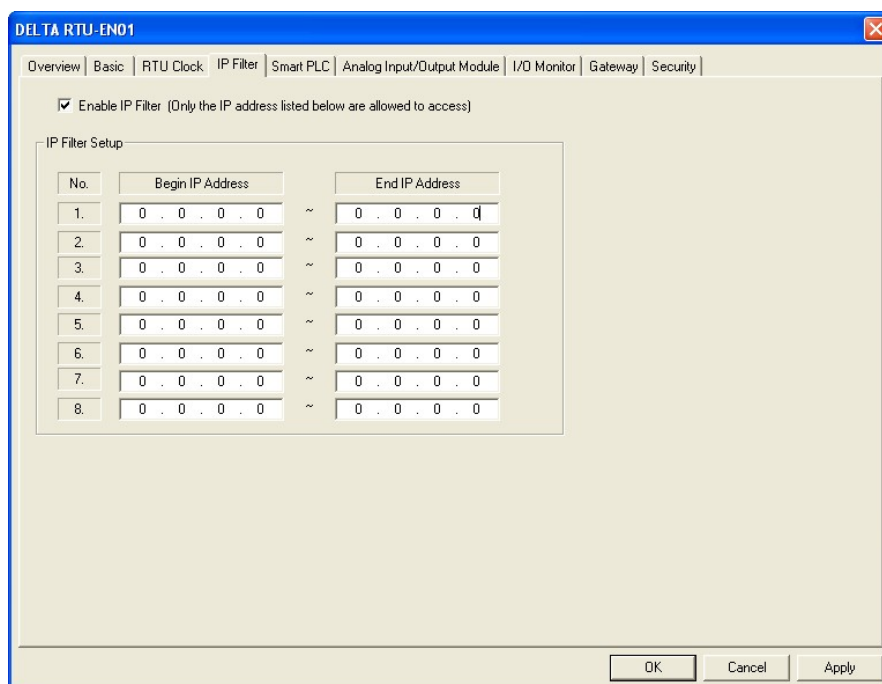 DELTA RTU-EN01
Overview Basic RTU Clock IP Filter Smart PLC Analog Input/Output Module I/O Monitor Gateway Security
Enable IP Filter (Only the IP address listed below are allowed to access)
IP Filter Setup
No. Begin IP Address End IP Address
1. 0 . 0 . 0 . 0 ~ 0 . 0 . 0 . 0
2. 0 . 0 . 0 . 0 ~ 0 . 0 . 0 . 0
3. 0 . 0 . 0 . 0 ~ 0 . 0 . 0 . 0
4. 0 . 0 . 0 . 0 ~ 0 . 0 . 0 . 0
5. 0 . 0 . 0 . 0 ~ 0 . 0 . 0 . 0
6. 0 . 0 . 0 . 0 ~ 0 . 0 . 0 . 0
7. 0 . 0 . 0 . 0 ~ 0 . 0 . 0 . 0
8. 0 . 0 . 0 . 0 ~ 0 . 0 . 0 . 0
OK Cancel Apply